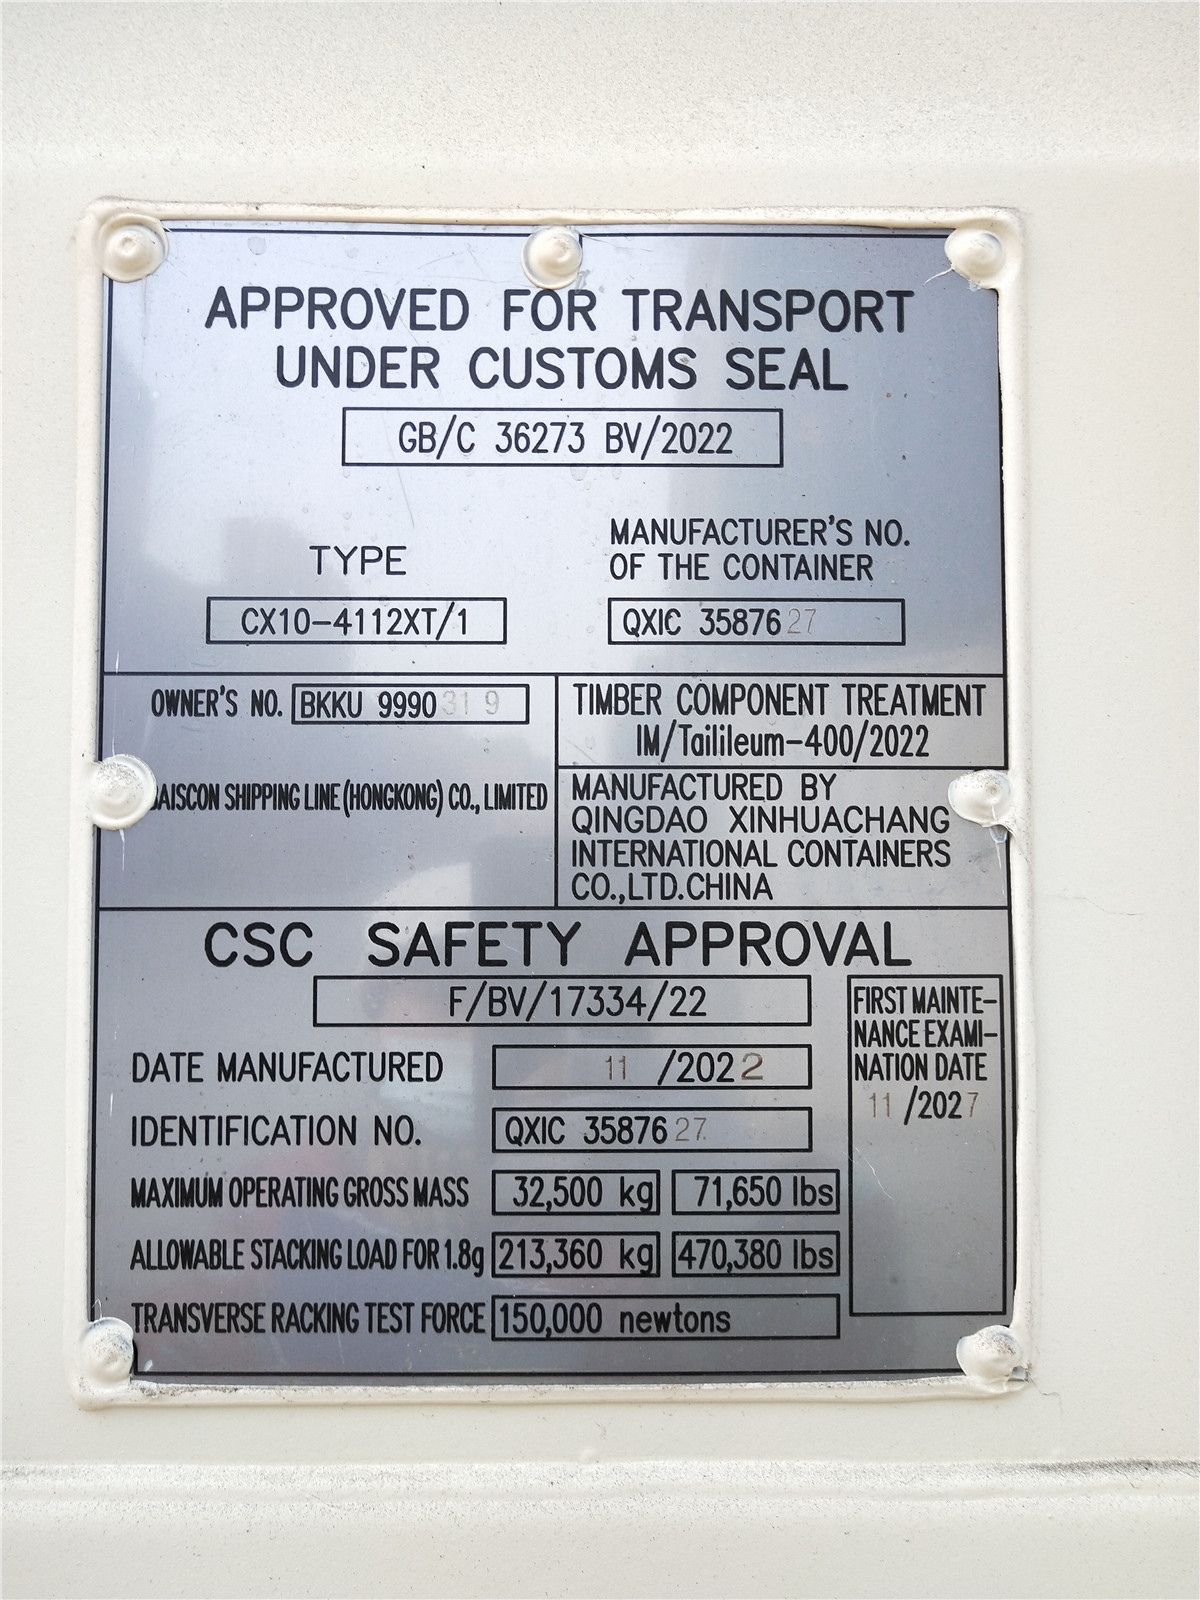 APPROVED FOR TRANSPORT
UNDER CUSTOMS SEAL
GB/C 36273 BV/2022
TYPE
CX10-4112XT/1
MANUFACTURER'S NO.
OF THE CONTAINER
QXIC 3587627
OWNER'S NO. BKKU 9990319
AISCON SHIPPING LINE(HONGKONG) CO., LIMITED
TIMBER COMPONENT TREATMENT
IM/Tailileum-400/2022
MANUFACTURED BY
QINGDAO XINHUACHANG
INTERNATIONAL CONTAINERS
CO.,LTD.CHINA
CSC SAFETY APPROVAL
F/BV/17334/22
DATE MANUFACTURED 11 /2022
IDENTIFICATION NO. QXIC 3587627
MAXIMUM OPERATING GROSS MASS 32,500 kg 71,650 lbs
ALLOWABLE STACKING LOAD FOR 1.8g 213,360 kg 470,380 lbs
TRANSVERSE RACKING TEST FORCE 150,000 newtons
FIRST MAINTE-
NANCE EXAMI-
NATION DATE
11 /2027